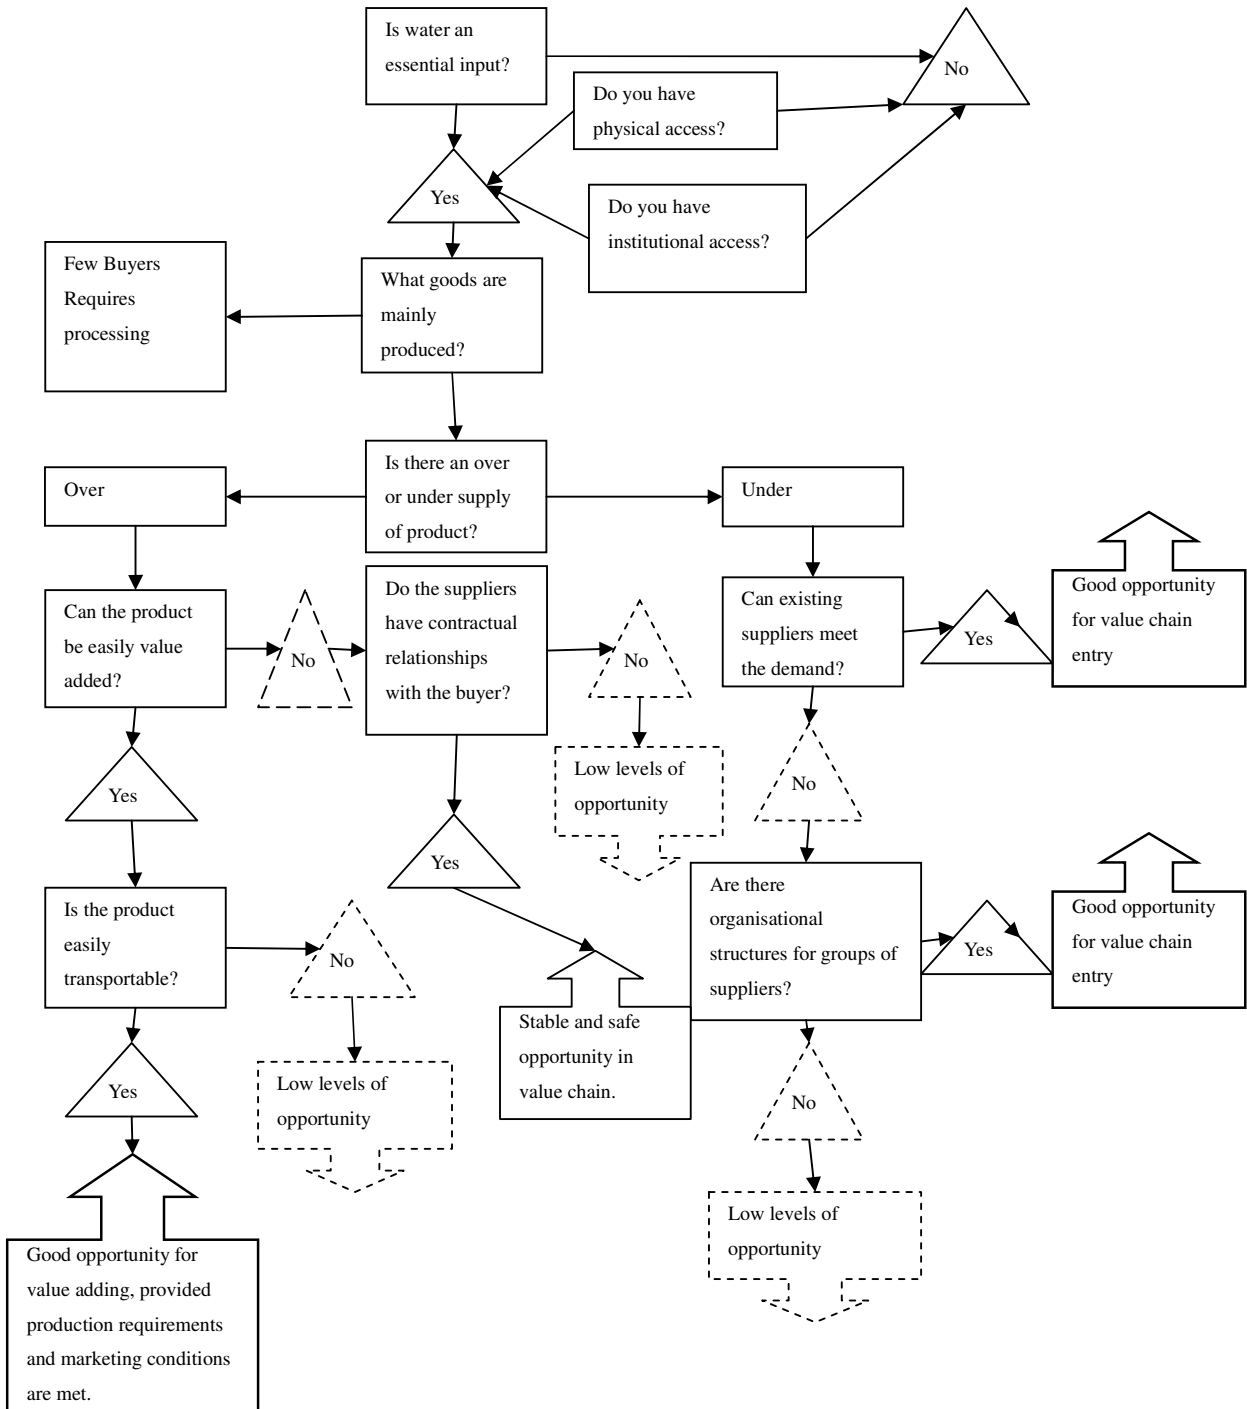 Is water an
essential input?
No
Do you have
physical access?
Yes
Do you have
institutional access?
Few Buyers
Requires
processing
What goods are
mainly
produced?
Is there an over
or under supply
of product?
Over
Under
Can the product
be easily value
added?
No
Do the suppliers
have contractual
relationships
with the buyer?
No
Can existing
suppliers meet
the demand?
Yes
Good opportunity
for value chain
entry
Yes
Yes
Low levels of
opportunity
No
Is the product
easily
transportable?
No
Are there
organisational
structures for groups of
suppliers?
Yes
Good opportunity
for value chain
entry
Stable and safe
opportunity in
value chain.
Yes
Low levels of
opportunity
No
Low levels of
opportunity
Good opportunity for
value adding, provided
production requirements
and marketing conditions
are met.